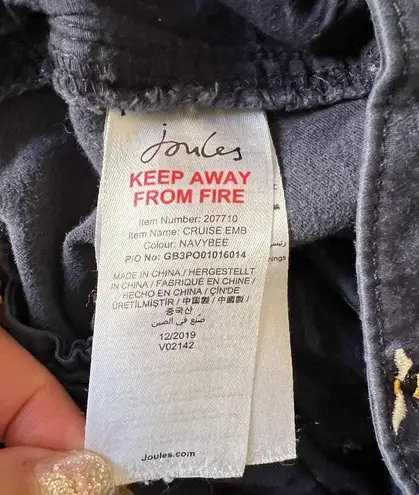 Joules
KEEP AWAY
FROM FIRE
Item Number: 207710
Item Name: CRUISE EMB
Colour: NAVYBEE
P/O No: GB3PO01016014
MADE IN CHINA / HERGESTELLT
IN CHINA / FABRIQUÉ EN CHINE /
HECHO EN CHINA / ÇİN'DE
ÜRETİLMİŞTİR / 中国製 / 中國製 /
중국산
صنع في الصين
12/2019
V02142
Joules.com